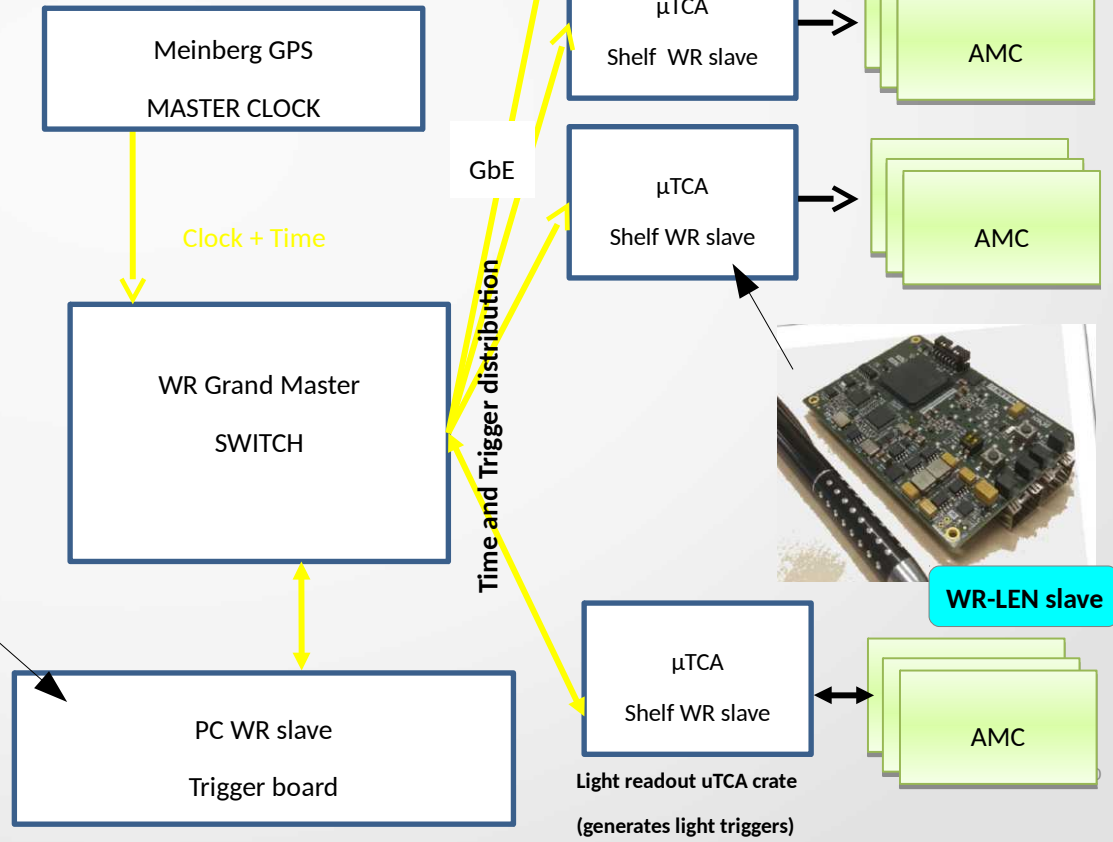 Meinberg GPS
MASTER CLOCK
Clock + Time
WR Grand Master
SWITCH
PC WR slave
Trigger board
GbE
Time and Trigger distribution
µTCA
Shelf WR slave
AMC
µTCA
Shelf WR slave
AMC
WR-LEN slave
µTCA
Shelf WR slave
AMC
Light readout uTCA crate
(generates light triggers)